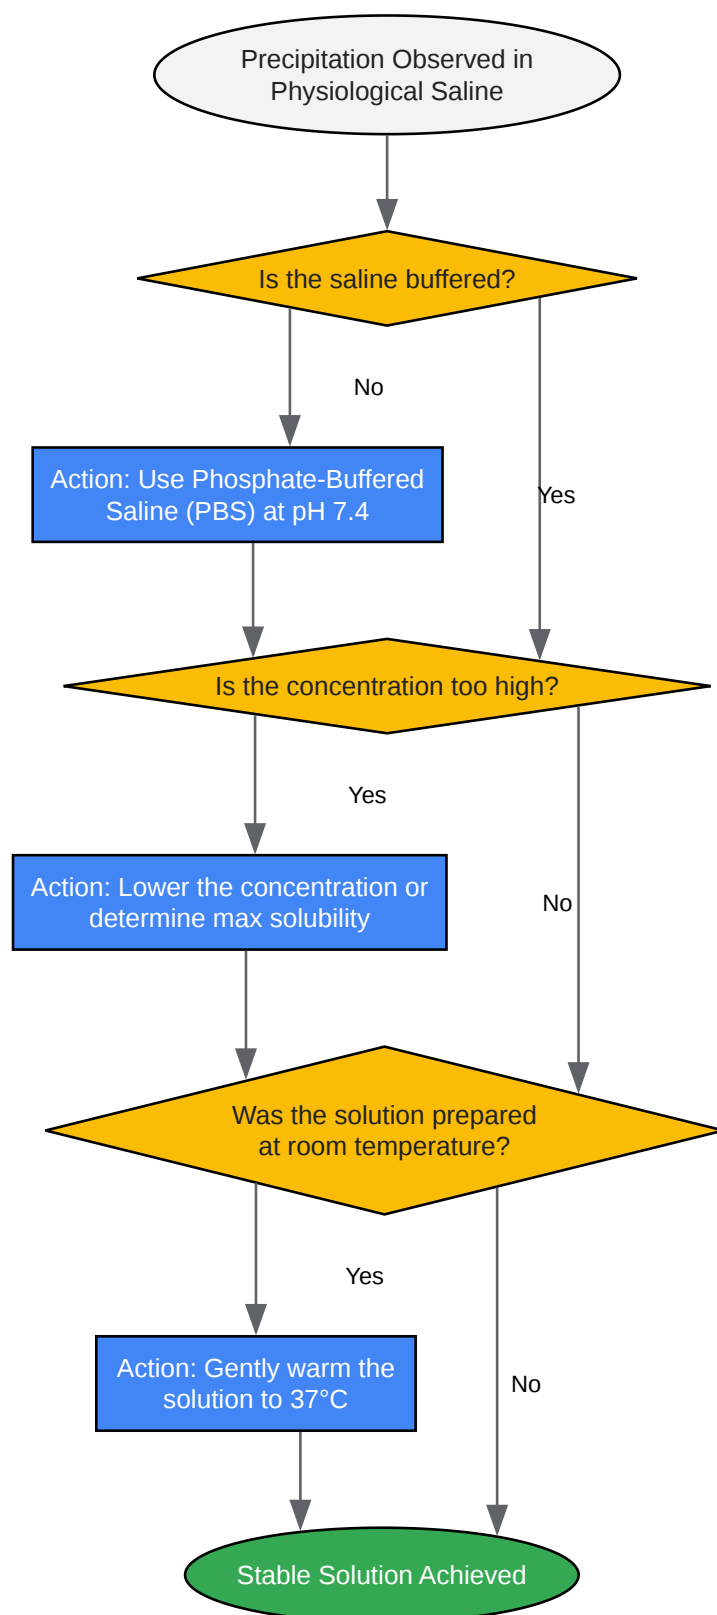 Precipitation Observed in
Physiological Saline
Is the saline buffered?
No
Action: Use Phosphate-Buffered
Saline (PBS) at pH 7.4
Yes
Is the concentration too high?
Yes
Action: Lower the concentration or
determine max solubility
No
Was the solution prepared
at room temperature?
Yes
Action: Gently warm the
solution to 37°C
No
Stable Solution Achieved